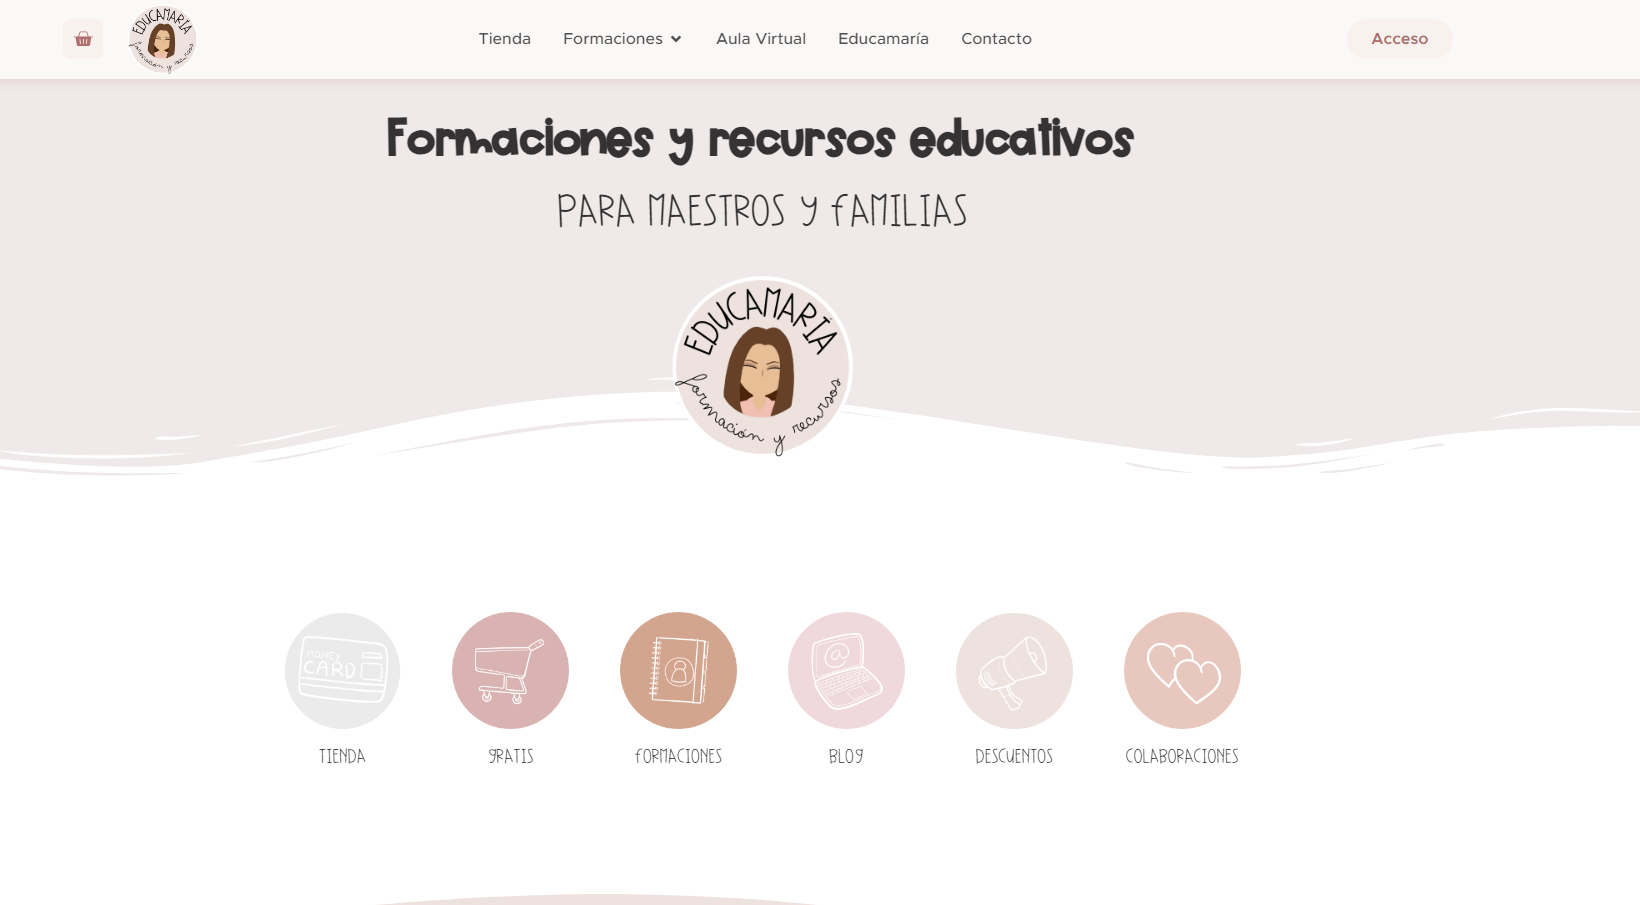 EDUCAMARÍA
formación y recursos
Tienda
Formaciones
Aula Virtual
Educamaría
Contacto
Acceso
Formaciones y recursos educativos
PARA MAESTROS Y FAMILIAS
EDUCAMARÍA
formación y recursos
MONEY
CARD
@
TIENDA
GRATIS
FORMACIONES
BLOG
DESCUENTOS
COLABORACIONES